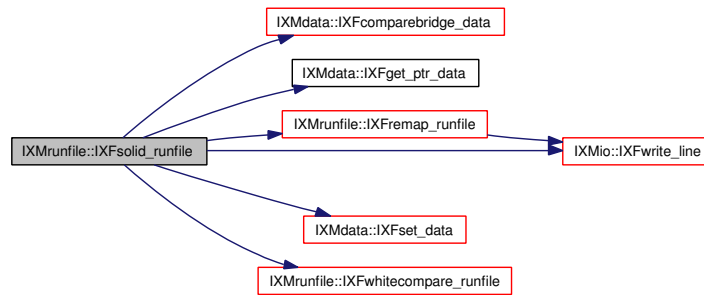 IXMdata::IXFcomparebridge_data
IXMdata::IXFget_ptr_data
IXMrunfile::IXFremap_runfile
IXMrunfile::IXFsolid_runfile
IXMio::IXFwrite_line
IXMdata::IXFset_data
IXMrunfile::IXFwhitecompare_runfile